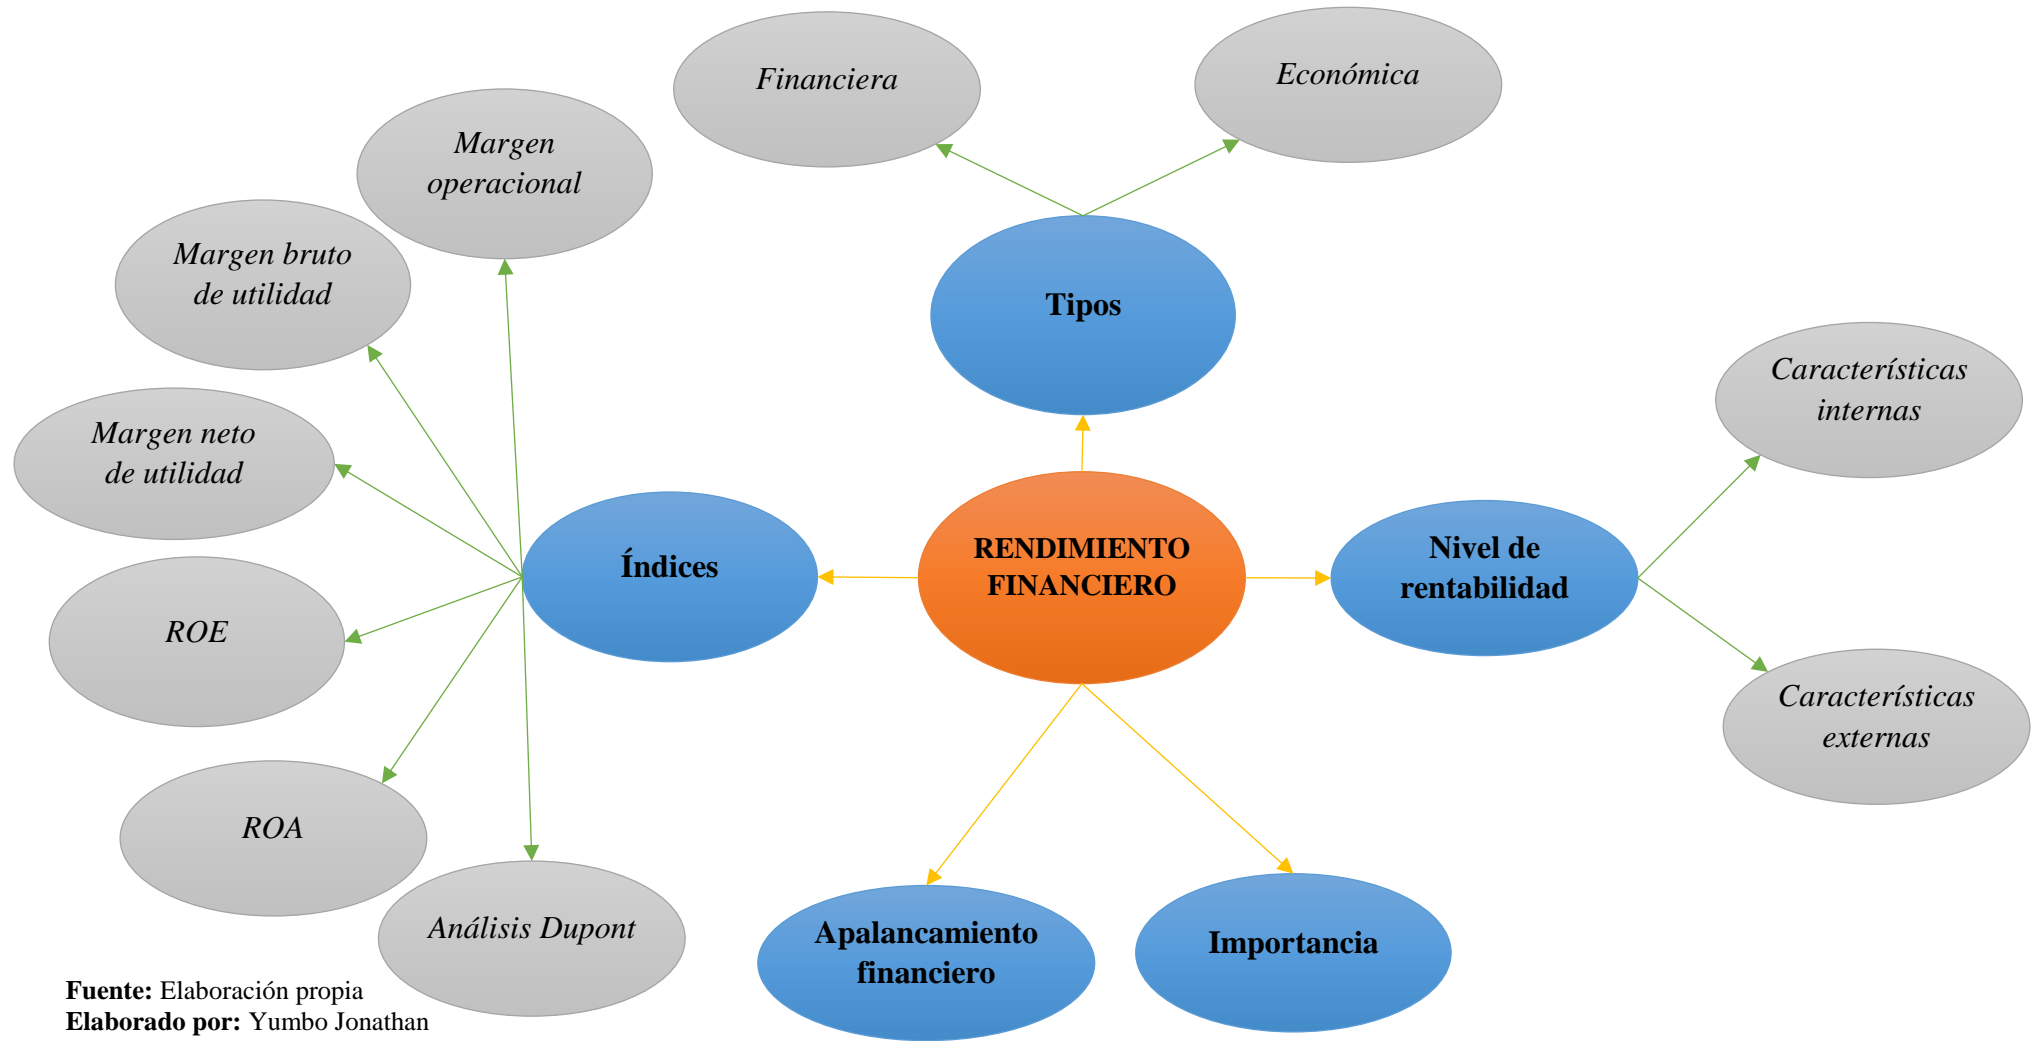 Financiera
Económica
Margen
operacional
Margen bruto
de utilidad
Tipos
Características
internas
Margen neto
de utilidad
Índices
RENDIMIENTO
FINANCIERO
Nivel de
rentabilidad
ROE
Características
externas
ROA
Análisis Dupont
Apalancamiento
financiero
Importancia
Fuente: Elaboración propia
Elaborado por: Yumbo Jonathan